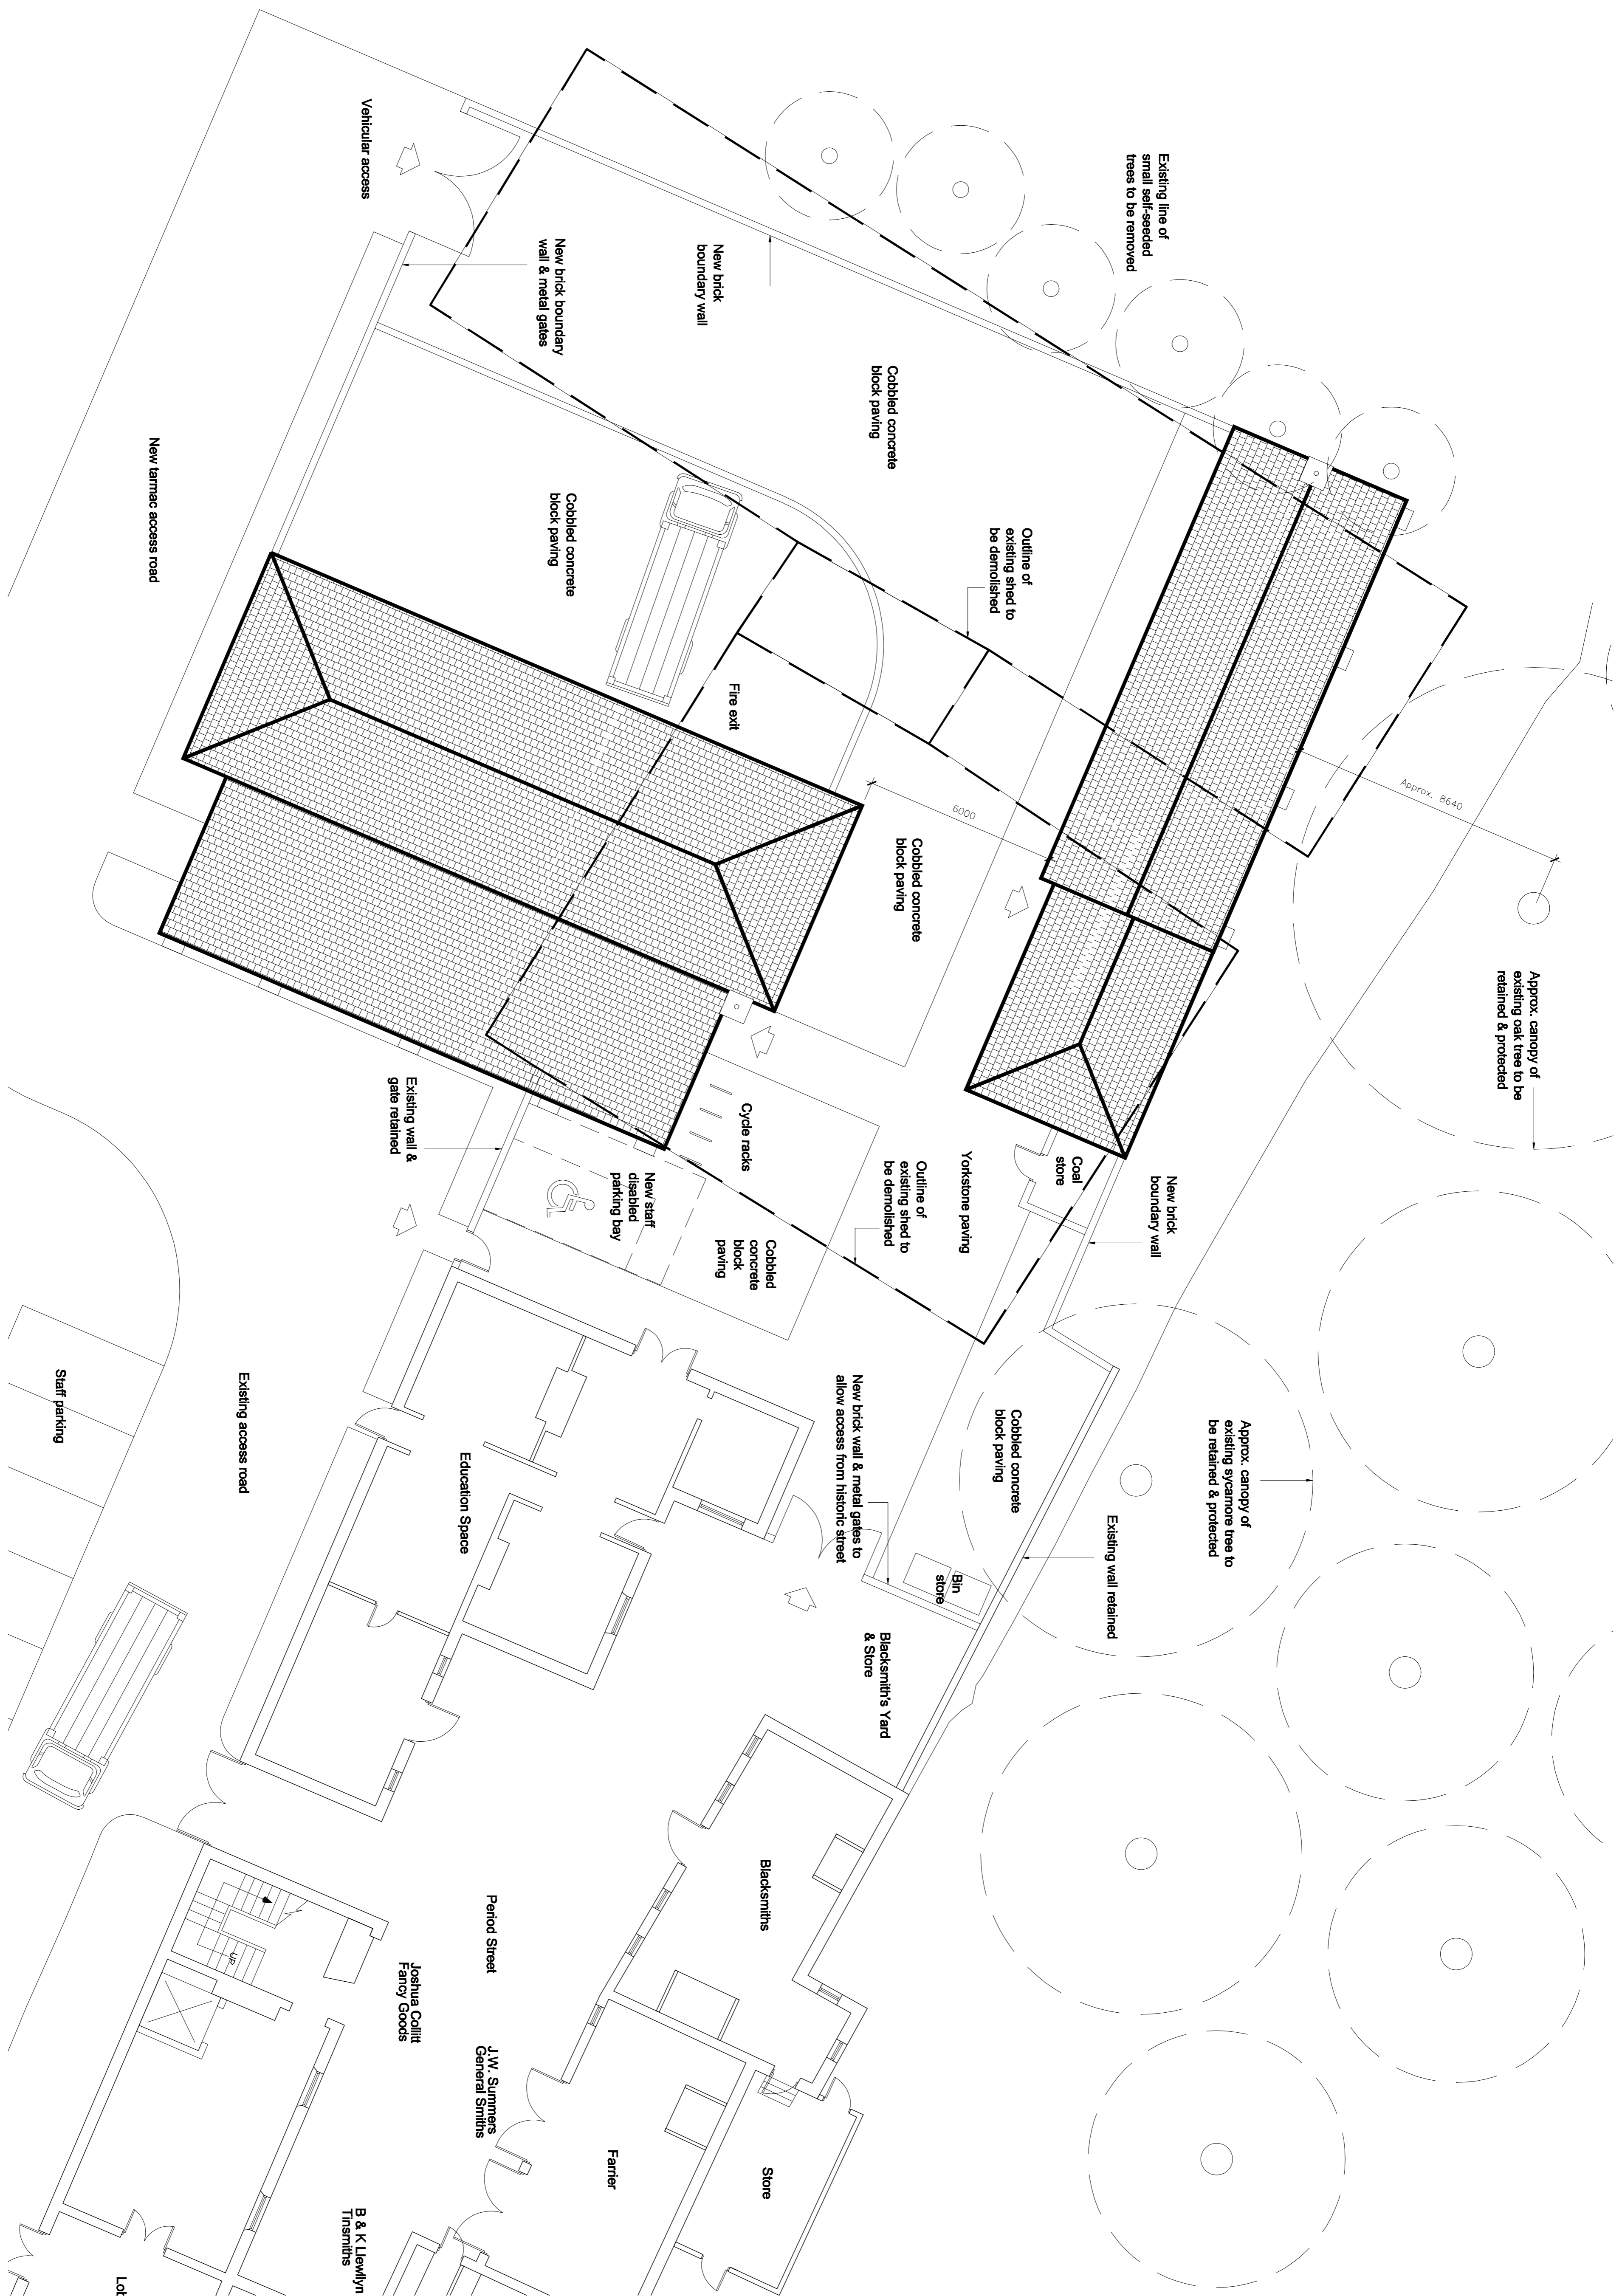 Existing line of
small self-seeded
trees to be removed
Vehicular access
New brick boundary
wall & metal gates
New brick
boundary wall
Cobbled concrete
block paving
New tarmac access road
Cobbled concrete
block paving
Outline of
existing shed to
be demolished
Fire exit
6000
Approx. 8640
Cobbled concrete
block paving
Approx. canopy of
existing oak tree to be
retained & protected
Existing wall &
gate retained
Cycle racks
New staff
disabled
parking bay
Cobbled
concrete
block
paving
Outline of
existing shed to
be demolished
Yorkstone paving
Coal
store
New brick
boundary wall
Staff parking
Existing access road
Education Space
New brick wall & metal gates to
allow access from historic street
Cobbled concrete
block paving
Approx. canopy of
existing sycamore tree to
be retained & protected
Existing wall retained
Bin
store
Blacksmith's Yard
& Store
Blacksmiths
Period Street
UP
Joshua Collitt
Fancy Goods
J.W. Summers
General Smiths
Farrier
Store
B & K Llewllyn
Tinsmiths